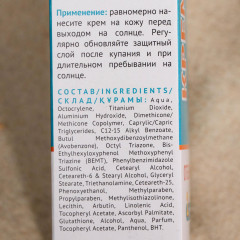 Применение: равномерно на-
несите крем на кожу перед
выходом на солнце. Регу-
лярно обновляйте защитный
слой после купания и при
длительном пребывании на
солнце.
СОСТАВ/INGREDIENTS/
СКЛАД/ҚҰРАМЫ: Aqua,
Octocrylene, Titanium Dioxide,
Aluminium Hydroxide, Dimethicone/
Methicone Copolymer, Caprylic/Capric
Triglycerides, C12-15 Alkyl Benzoate,
Butyl Methoxydibenzoylmethane
(Avobenzone), Octyl Triazone, Bis-
Ethylhexyloxyphenol Methoxyphenyl
Triazine (BEMT), Phenylbenzimidazole
Sulfonic Acid, Cetearyl Alcohol,
Ceteareth-6 & Stearyl Alcohol, Glyceryl
Stearate, Triethanolamine, Ceteareth-25,
Phenoxyethanol, Methylparaben,
Propylparaben, Imidazolidinyl Urea,
Lecithin, Arbutin, Linolenic Acid,
Tocopheryl Acetate, Ascorbyl Palmitate,
Glutathione, Alcohol, Aqua, Parfum,
Tocopheryl Acetate, Panthenol, BHT.